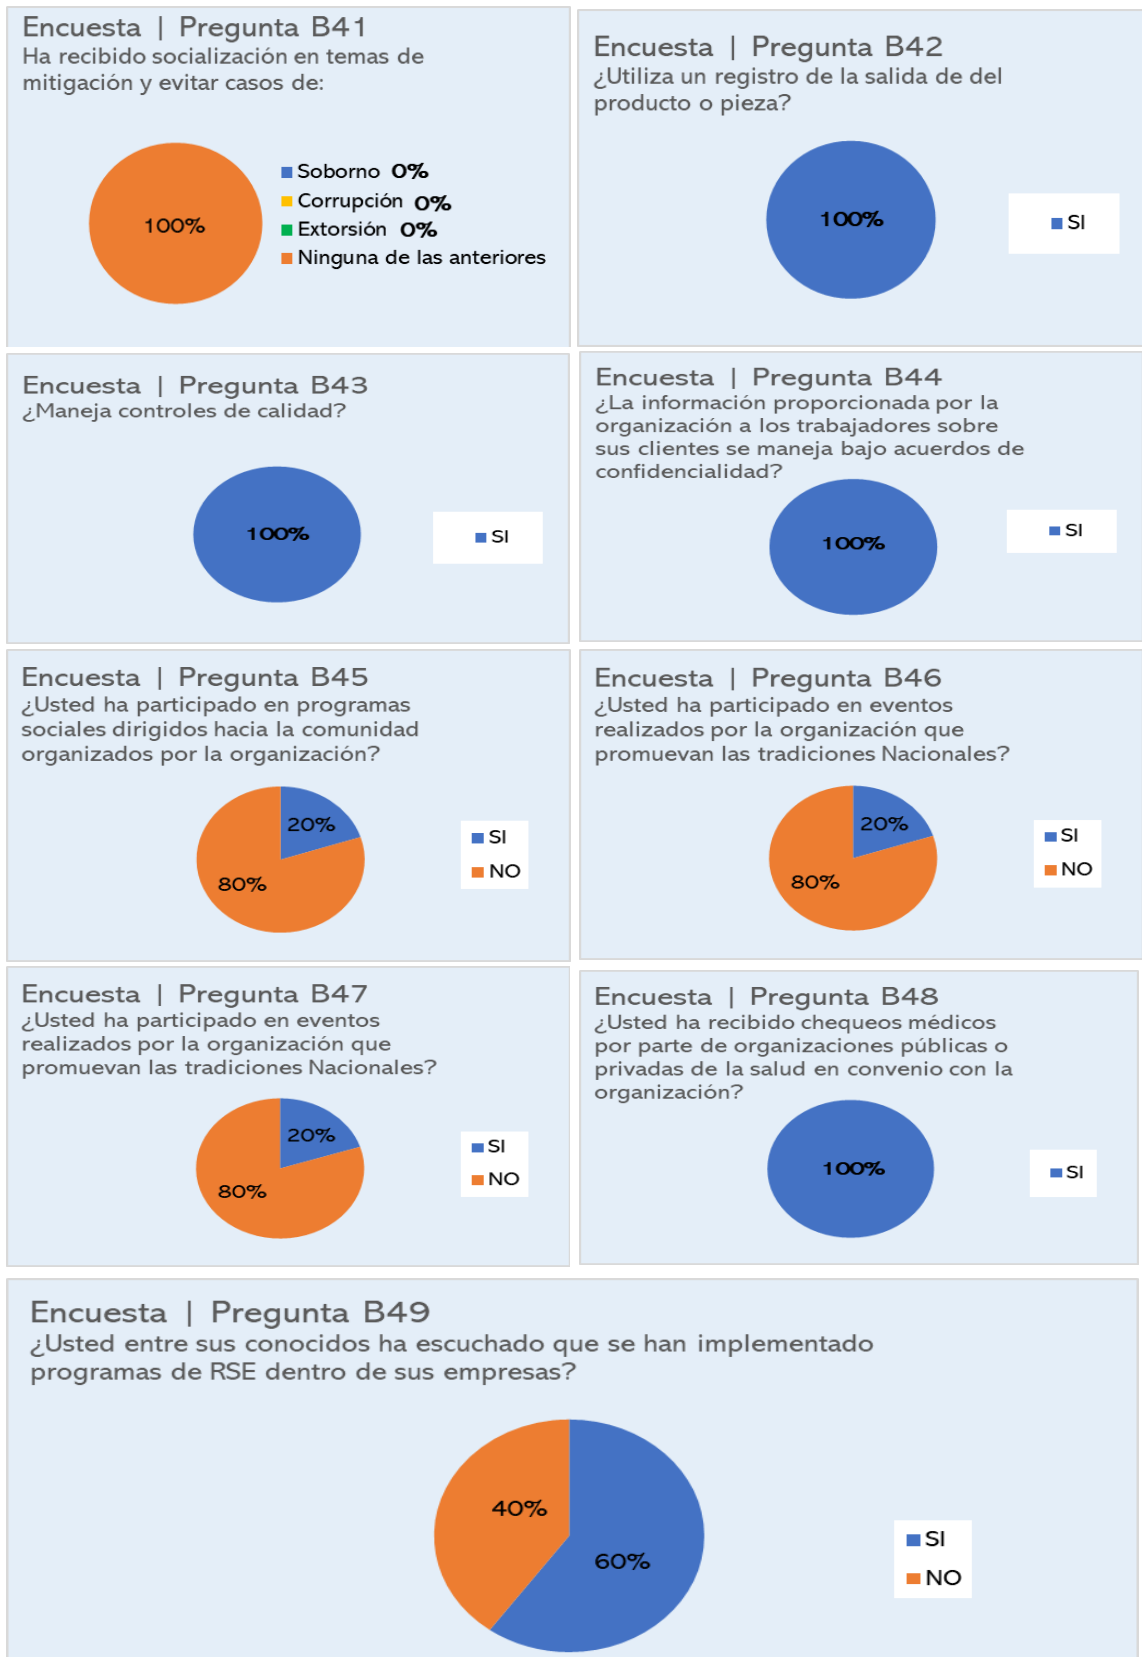 Encuesta | Pregunta B41
Ha recibido socialización en temas de
mitigación y evitar casos de:
100%
Soborno 0%
Corrupción 0%
Extorsión 0%
Ninguna de las anteriores
Encuesta | Pregunta B42
¿Utiliza un registro de la salida de del
producto o pieza?
100%
SI
Encuesta | Pregunta B43
¿Maneja controles de calidad?
100%
SI
Encuesta | Pregunta B44
¿La información proporcionada por la
organización a los trabajadores sobre
sus clientes se maneja bajo acuerdos de
confidencialidad?
100%
SI
Encuesta | Pregunta B45
¿Usted ha participado en programas
sociales dirigidos hacia la comunidad
organizados por la organización?
20%
80%
SI
NO
Encuesta | Pregunta B46
¿Usted ha participado en eventos
realizados por la organización que
promuevan las tradiciones Nacionales?
20%
80%
SI
NO
Encuesta | Pregunta B47
¿Usted ha participado en eventos
realizados por la organización que
promuevan las tradiciones Nacionales?
20%
80%
SI
NO
Encuesta | Pregunta B48
¿Usted ha recibido chequeos médicos
por parte de organizaciones públicas o
privadas de la salud en convenio con la
organización?
100%
SI
Encuesta | Pregunta B49
¿Usted entre sus conocidos ha escuchado que se han implementado
programas de RSE dentro de sus empresas?
40%
60%
SI
NO